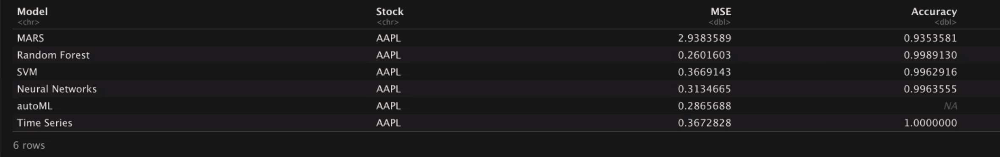 Model Stock MSE Accuracy
<chr> <chr> <dbl> <dbl>
MARS AAPL 2.9383589 0.9353581
Random Forest AAPL 0.2601603 0.9989130
SVM AAPL 0.3669143 0.9962916
Neural Networks AAPL 0.3134665 0.9963555
autoML AAPL 0.2865688 NA
Time Series AAPL 0.3672828 1.0000000
6 rows